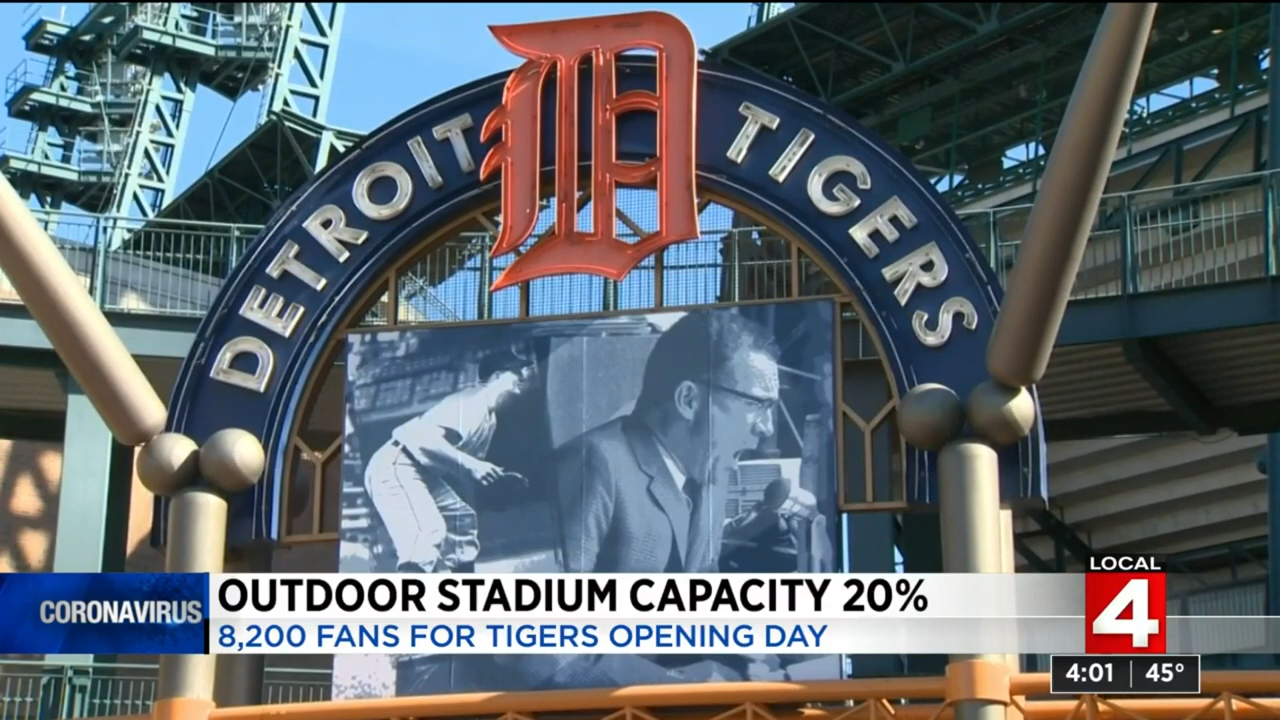 DETROIT D TIGERS
CORONAVIRUS
OUTDOOR STADIUM CAPACITY 20%
8,200 FANS FOR TIGERS OPENING DAY
LOCAL
4
4:01 45°